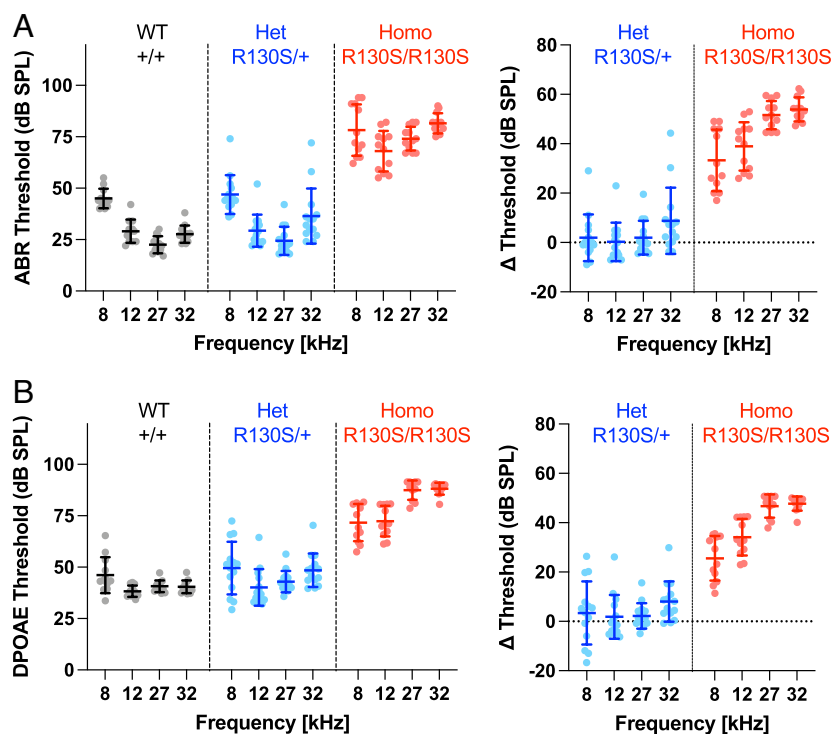 A
WT
+/+
Het
R130S/+
Homo
R130S/R130S
ABR Threshold (dB SPL)
100
75
50
25
0
8 12 27 32 8 12 27 32 8 12 27 32
Frequency [kHz]
Het
R130S/+
Homo
R130S/R130S
Δ Threshold (dB SPL)
80
60
40
20
0
-20
8 12 27 32 8 12 27 32
Frequency [kHz]
B
WT
+/+
Het
R130S/+
Homo
R130S/R130S
DPOAE Threshold (dB SPL)
100
75
50
25
0
8 12 27 32 8 12 27 32 8 12 27 32
Frequency [kHz]
Het
R130S/+
Homo
R130S/R130S
Δ Threshold (dB SPL)
80
60
40
20
0
-20
8 12 27 32 8 12 27 32
Frequency [kHz]